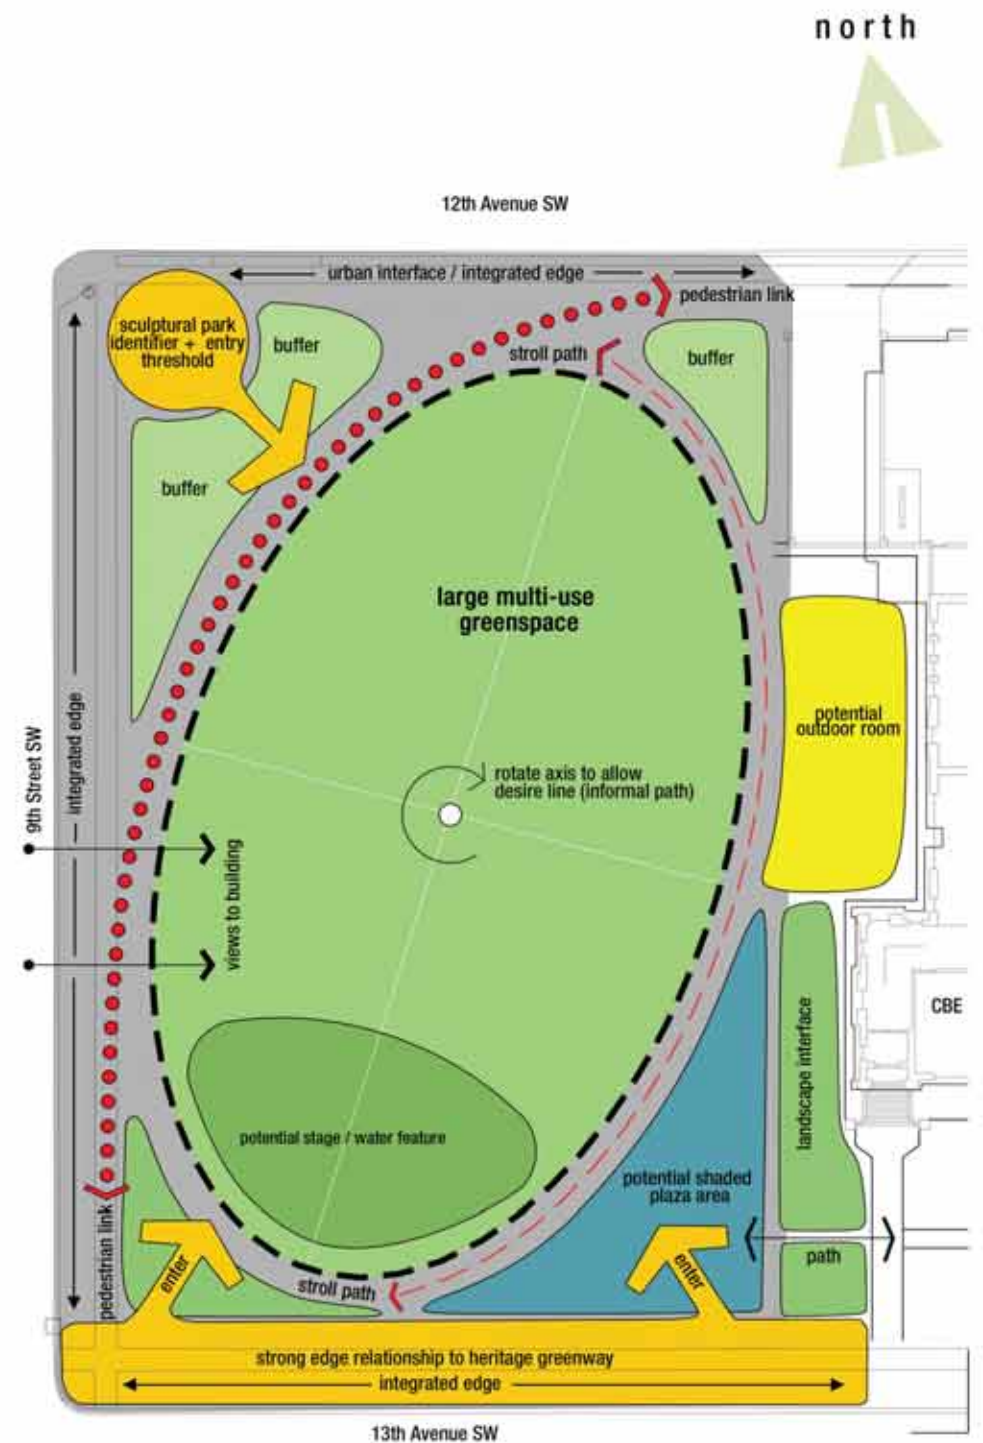 north
12th Avenue SW
urban interface / integrated edge
pedestrian link
sculptural park
identifier + entry
threshold
buffer
stroll path
buffer
buffer
large multi-use
greenspace
potential
outdoor room
9th Street SW
integrated edge
rotate axis to allow
desire line (informal path)
views to building
CBE
landscape interface
potential stage / water feature
potential shaded
plaza area
pedestrian link
enter
stroll path
enter
path
strong edge relationship to heritage greenway
integrated edge
13th Avenue SW